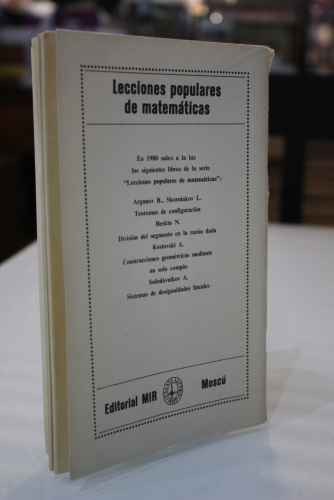 Lecciones populares
de matemáticas
En 1980 salen a la luz
los siguientes libros de la serie
"Lecciones populares de matemáticas":
Argunov B., Skorniakov L.
Teoremas de configuración
Beskin N.
División del segmento en la razón dada
Kostovski A.
Construcciones geométricas mediante
un solo compás
Solodóvnikov A.
Sistemas de desigualdades lineales
Editorial MIR Moscú